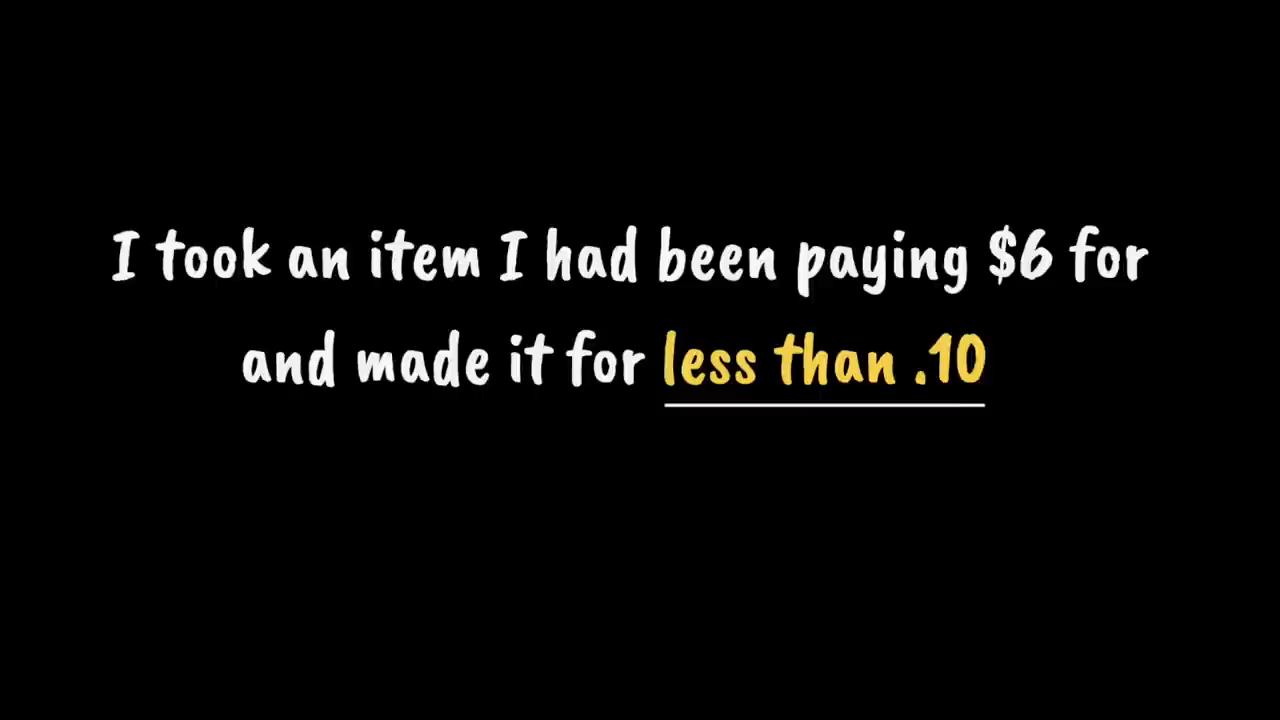 I took an item I had been paying $6 for
and made it for less than .10